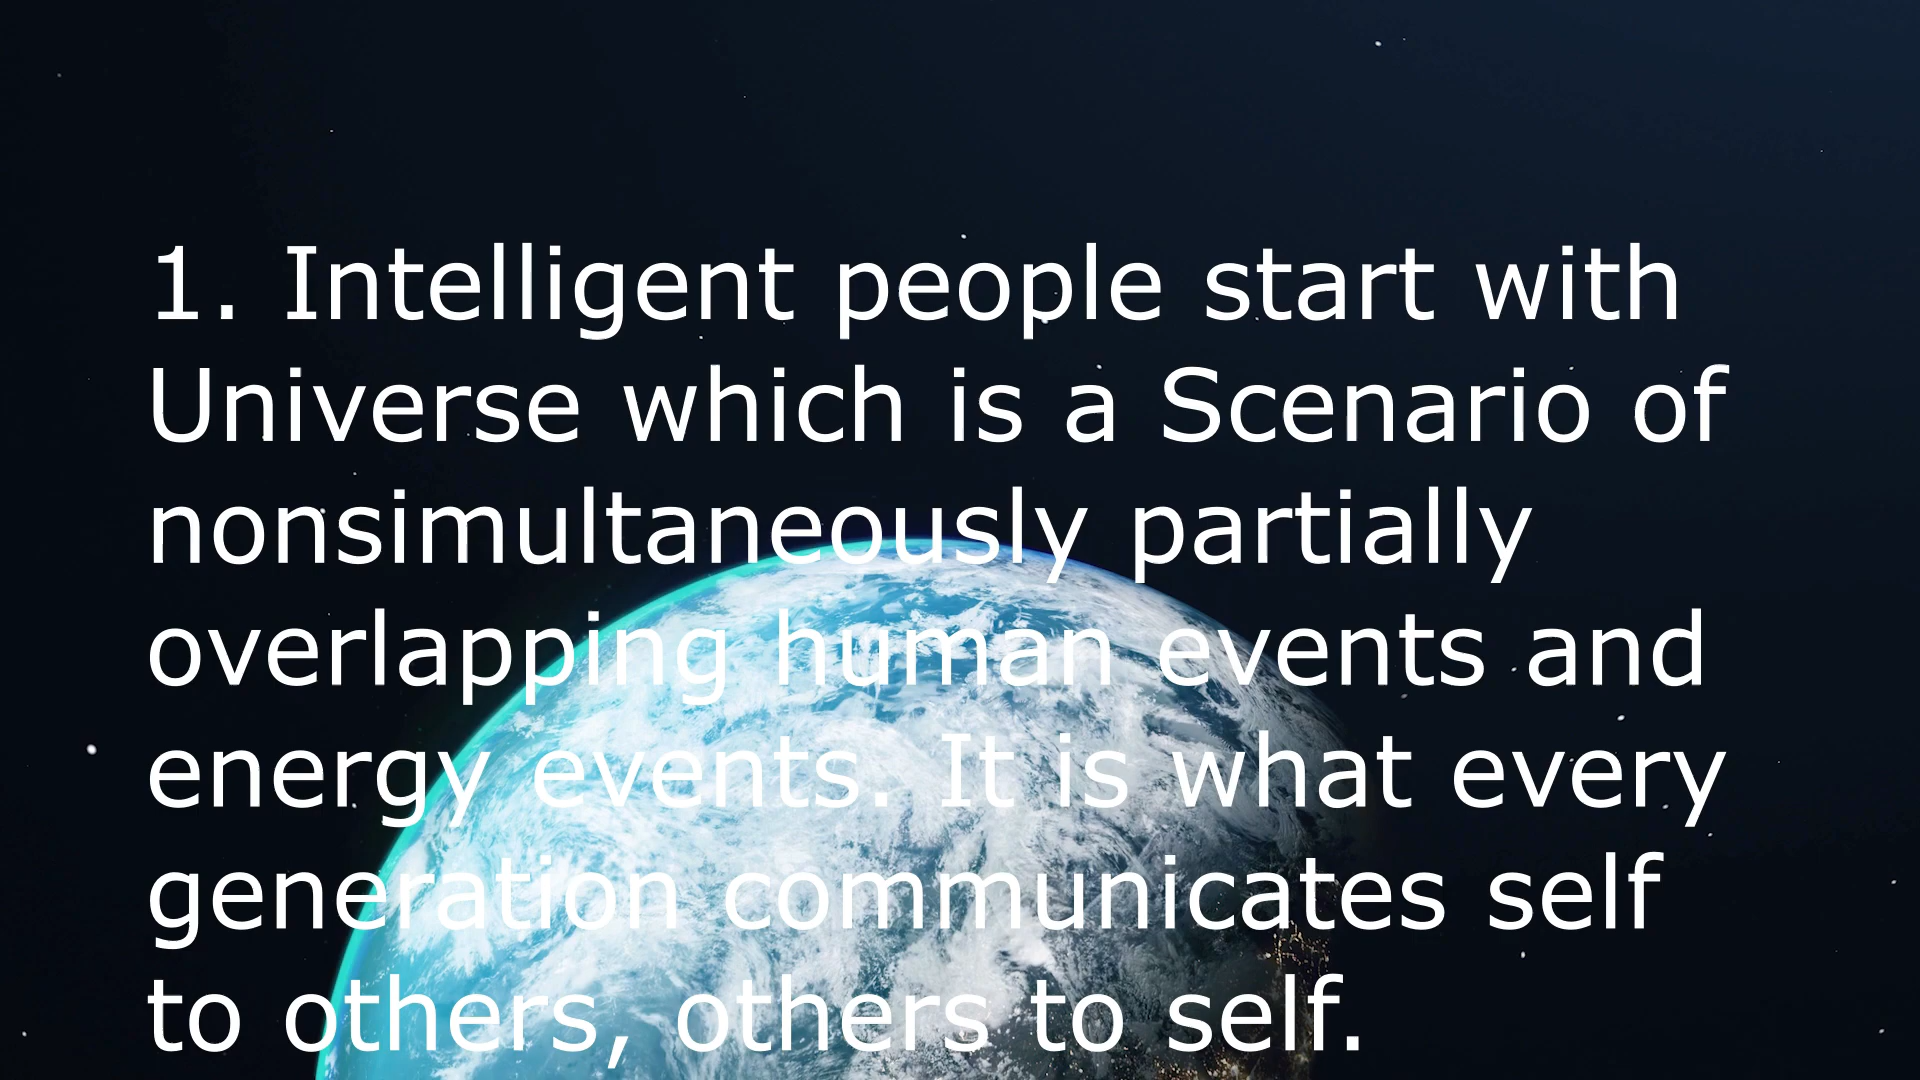 1. Intelligent people start with
Universe which is a Scenario of
nonsimultaneously partially
overlapping human events and
energy events. It is what every
generation communicates self
to others, others to self.